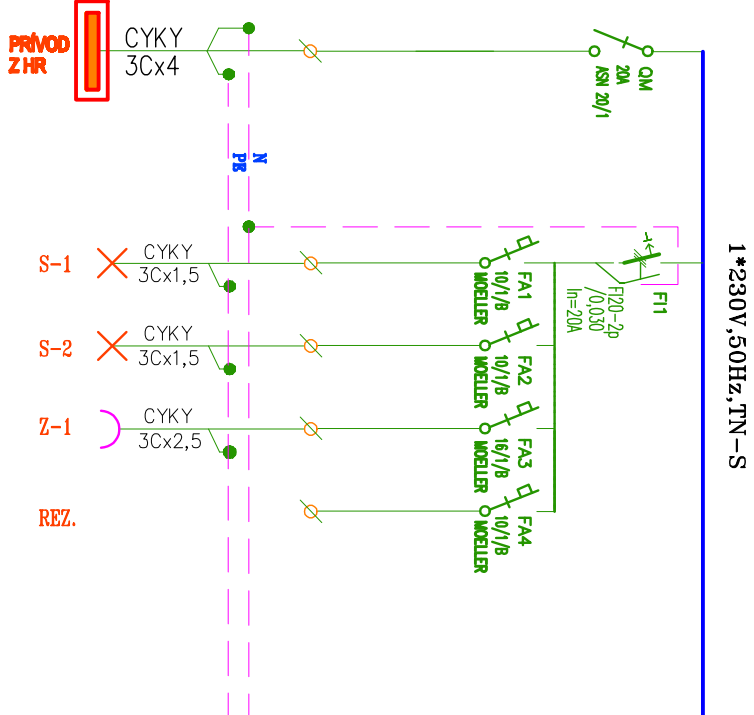 PRÍVOD
Z HR
CYKY
3Cx4
QM
20A
ASN 20/1
N
PE
1*230V,50Hz,TN-S
S-1
CYKY
3Cx1,5
FA1
10/1/B
MOELLER
FI1
FI20-2p
/0,030
In=20A
S-2
CYKY
3Cx1,5
FA2
10/1/B
MOELLER
Z-1
CYKY
3Cx2,5
FA3
16/1/B
MOELLER
REZ.
FA4
10/1/B
MOELLER